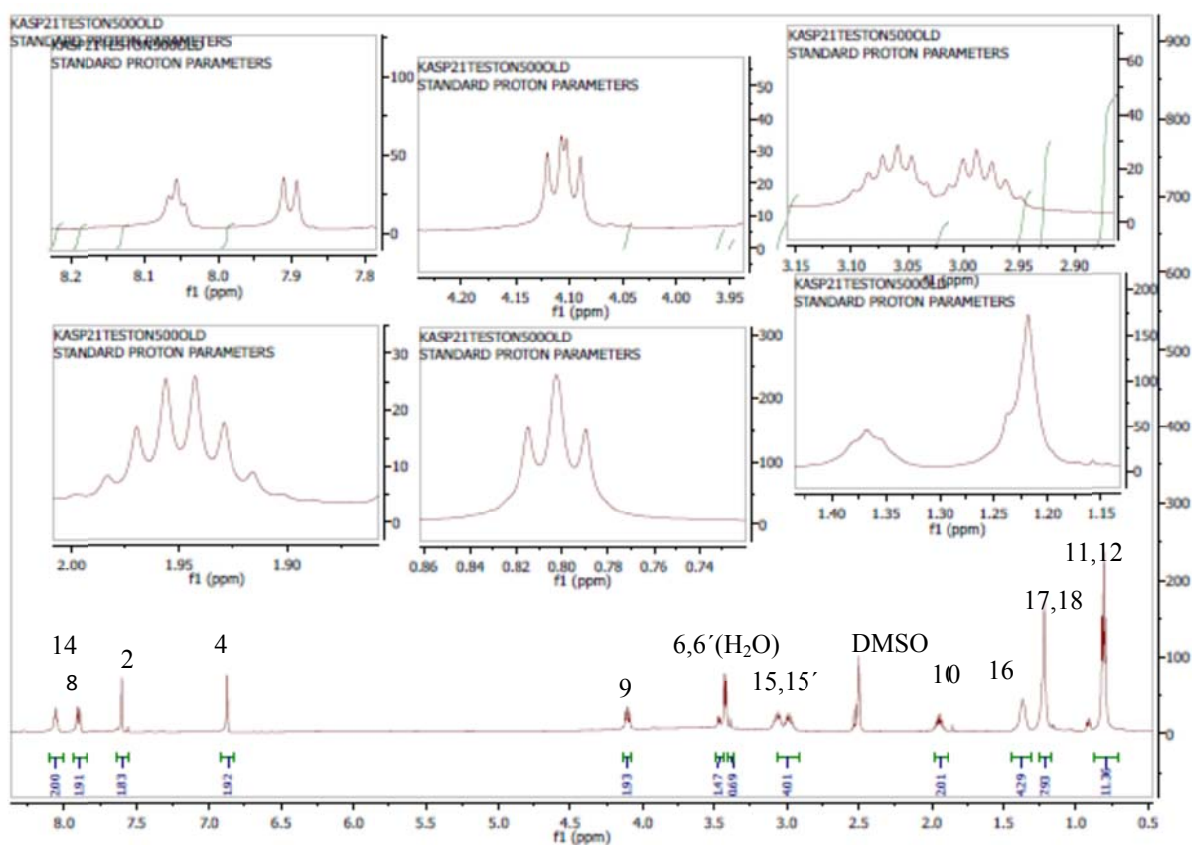 KASP21TESTON500OLD
STANDARD PROTON PARAMETERS
KASP21TESTON500OLD
STANDARD PROTON PARAMETERS
100
50
0
8.2 8.1 8.0 7.9 7.8
f1 (ppm)
KASP21TESTON500OLD
STANDARD PROTON PARAMETERS
50
40
30
20
10
0
4.20 4.15 4.10 4.05 4.00 3.95
f1 (ppm)
KASP21TESTON500OLD
STANDARD PROTON PARAMETERS
60
40
20
0
3.15 3.10 3.05 3.00 2.95 2.90
f1 (ppm)
KASP21TESTON500OLD
STANDARD PROTON PARAMETERS
30
20
10
0
2.00 1.95 1.90
f1 (ppm)
KASP21TESTON500OLD
STANDARD PROTON PARAMETERS
300
200
100
0
0.86 0.84 0.82 0.80 0.78 0.76 0.74
f1 (ppm)
KASP21TESTON500OLD
STANDARD PROTON PARAMETERS
200
150
100
50
0
1.40 1.35 1.30 1.25 1.20 1.15
f1 (ppm)
900
800
700
600
500
400
300
200
100
0
14
8
2
4
9
6,6´(H₂O)
15,15´
DMSO
10
16
17,18
11,12
2.00 1.91 1.83 1.92 1.93 1.47 0.69 4.01 2.01 4.29 2.93 11.36
8.0 7.5 7.0 6.5 6.0 5.5 5.0 4.5 4.0 3.5 3.0 2.5 2.0 1.5 1.0 0.5
f1 (ppm)